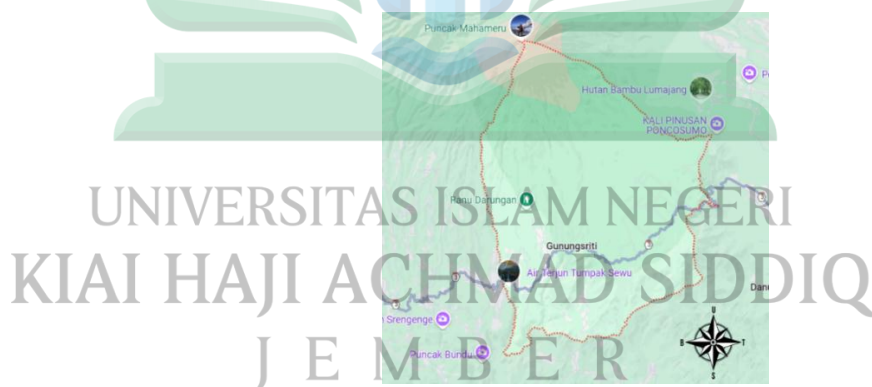 Puncak Mahameru
Hutan Bambu Lumajang
KALI PINUSAN
PONCOSUMO
UNIVERSITAS ISLAM NEGERI
Ranu Darungan
Gunungsriti
KIAI HAJI ACHMAD SIDDIQ
Air Terjun Tumpak Sewu
Srengenge
JEMBER
Puncak Bundu
U
B T
S